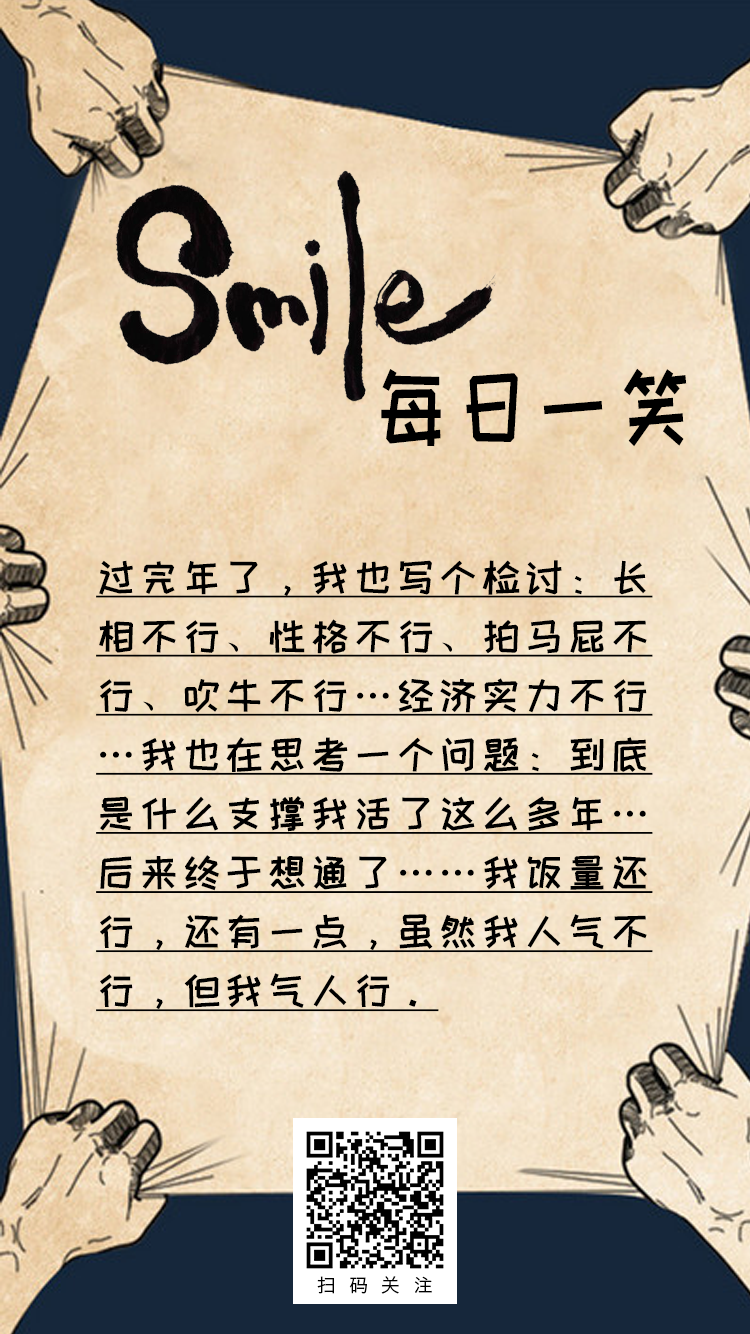 Smile
每日一笑
过完年了，我也写个检讨：长
相不行、性格不行、拍马屁不
行、吹牛不行…经济实力不行
…我也在思考一个问题：到底
是什么支撑我活了这么多年…
后来终于想通了……我饭量还
行，还有一点，虽然我人气不
行，但我气人行。
扫码关注